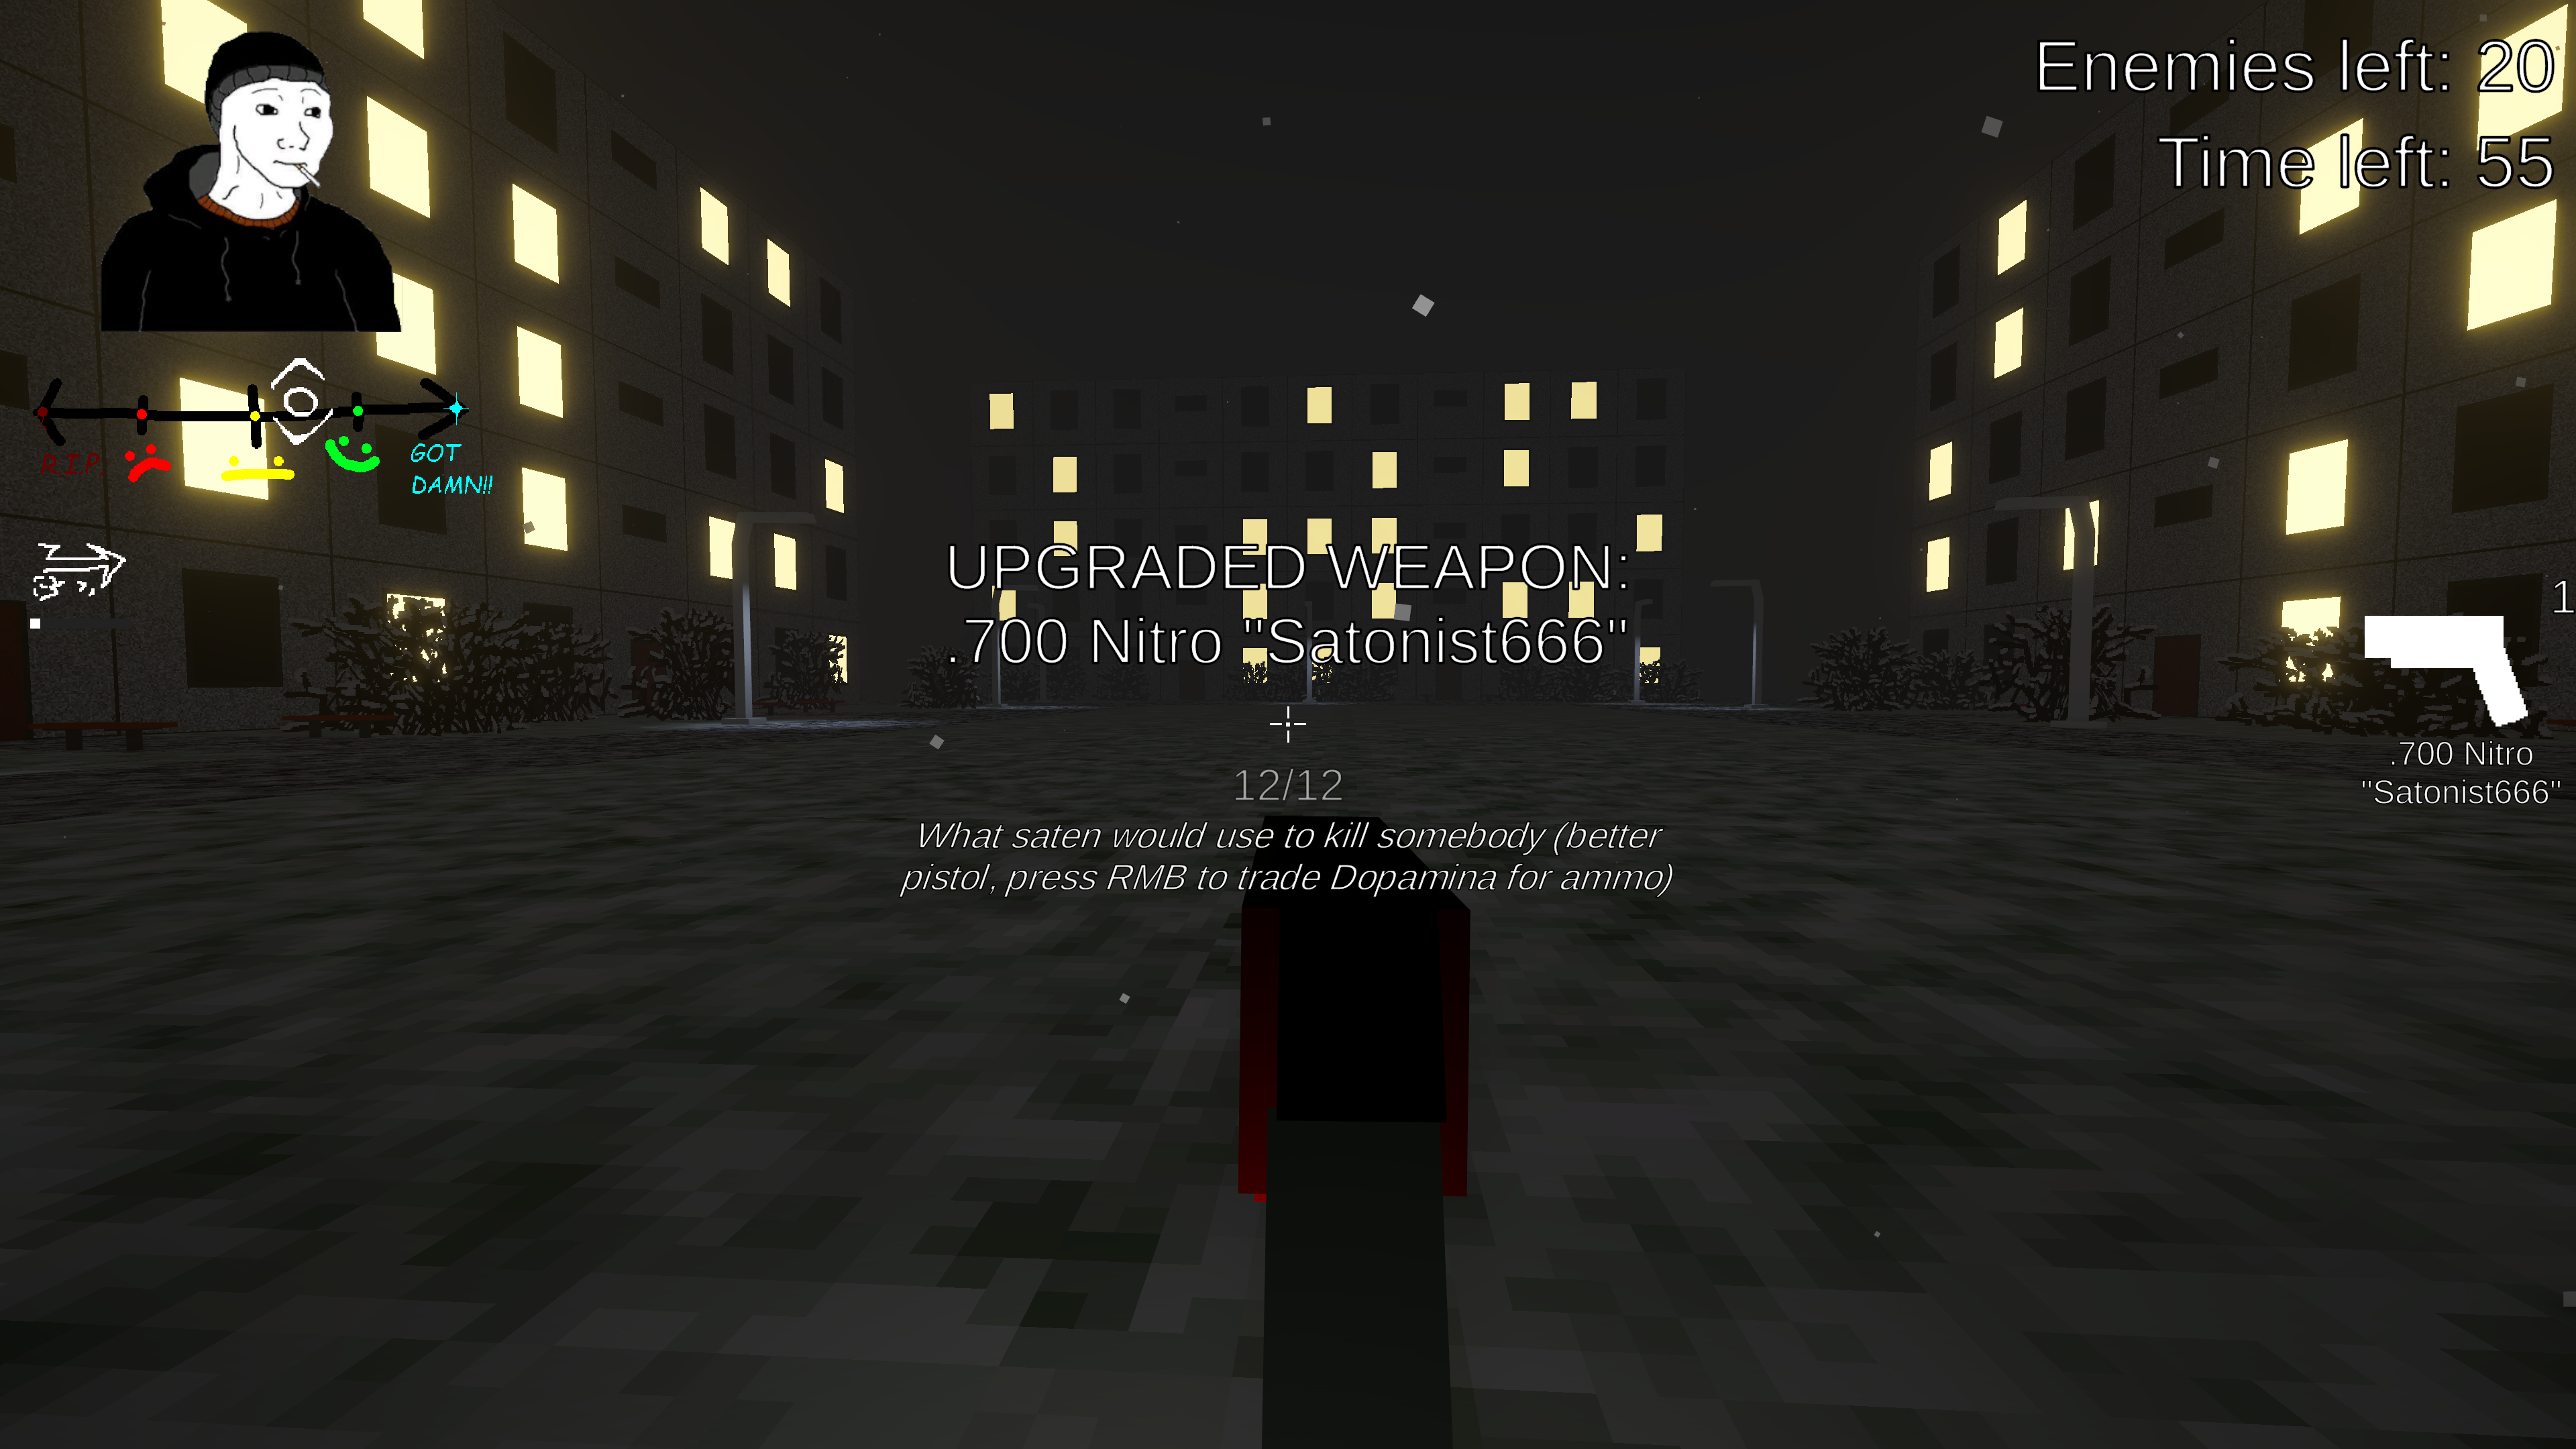 Enemies left: 20
Time left: 55
R.I.P.
GOT
DAMN!!
UPGRADED WEAPON:
.700 Nitro "Satonist666"
1
.700 Nitro
"Satonist666"
12/12
What saten would use to kill somebody (better
pistol, press RMB to trade Dopamina for ammo)